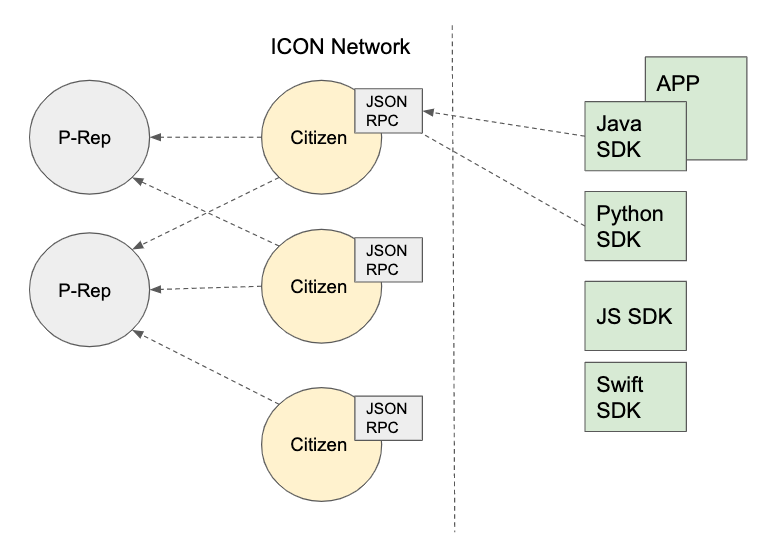 ICON Network
P-Rep
Citizen
JSON
RPC
APP
Java
SDK
P-Rep
Citizen
JSON
RPC
Python
SDK
JS SDK
Citizen
JSON
RPC
Swift
SDK